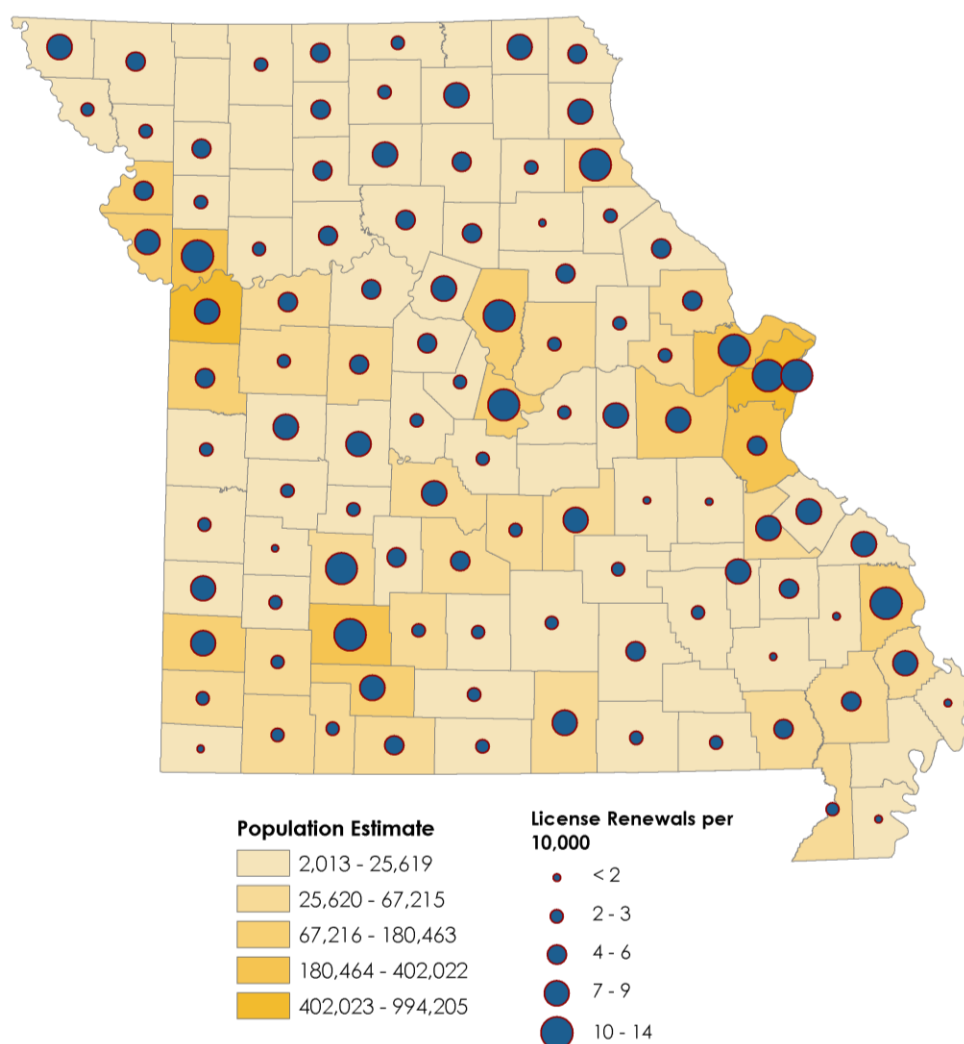 Population Estimate
2,013 - 25,619
25,620 - 67,215
67,216 - 180,463
180,464 - 402,022
402,023 - 994,205
License Renewals per
10,000
< 2
2 - 3
4 - 6
7 - 9
10 - 14